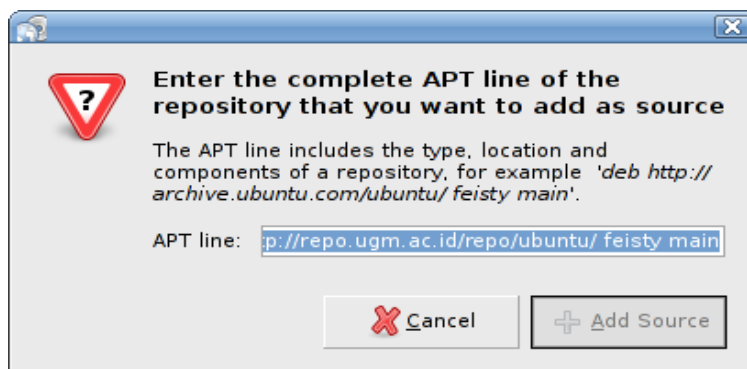 ?
Enter the complete APT line of the
repository that you want to add as source
The APT line includes the type, location and
components of a repository, for example 'deb http://
archive.ubuntu.com/ubuntu/ feisty main'.
APT line: tp://repo.ugm.ac.id/repo/ubuntu/ feisty main
Cancel
Add Source